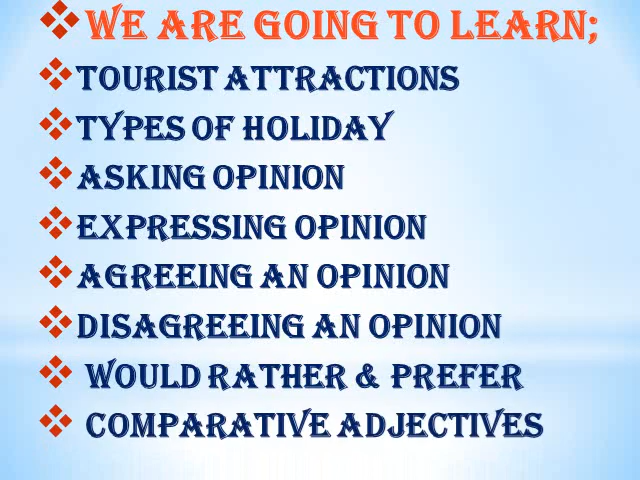 WE ARE GOING TO LEARN;
TOURIST ATTRACTIONS
TYPES OF HOLIDAY
ASKING OPINION
EXPRESSING OPINION
AGREEING AN OPINION
DISAGREEING AN OPINION
WOULD RATHER & PREFER
COMPARATIVE ADJECTIVES